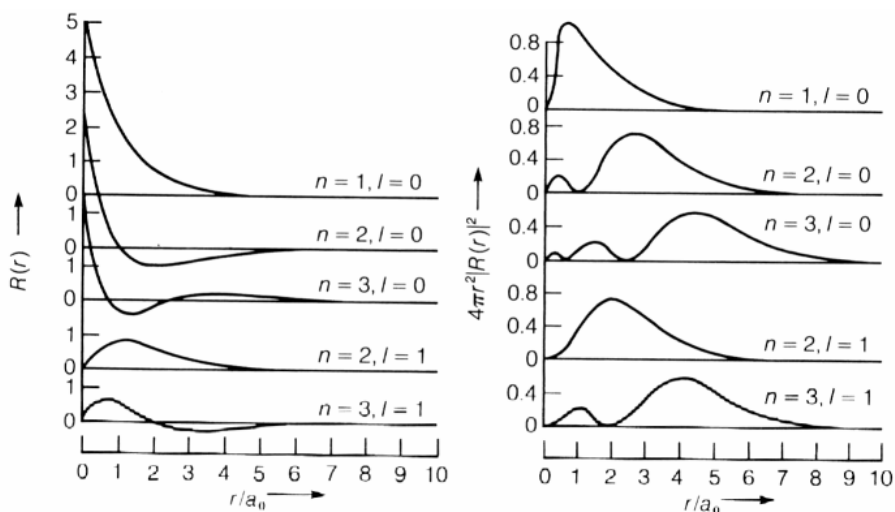 5
4
3
2
1
0
n = 1, l = 0
1
0
n = 2, l = 0
1
0
n = 3, l = 0
1
0
n = 2, l = 1
1
0
n = 3, l = 1
R(r)
0 1 2 3 4 5 6 7 8 9 10
r/a₀
0.8
0.4
0
n = 1, l = 0
0.8
0.4
0
n = 2, l = 0
0.4
0
n = 3, l = 0
0.8
0.4
0
n = 2, l = 1
0.4
0
n = 3, l = 1
4πr²|R(r)|²
0 1 2 3 4 5 6 7 8 9 10
r/a₀